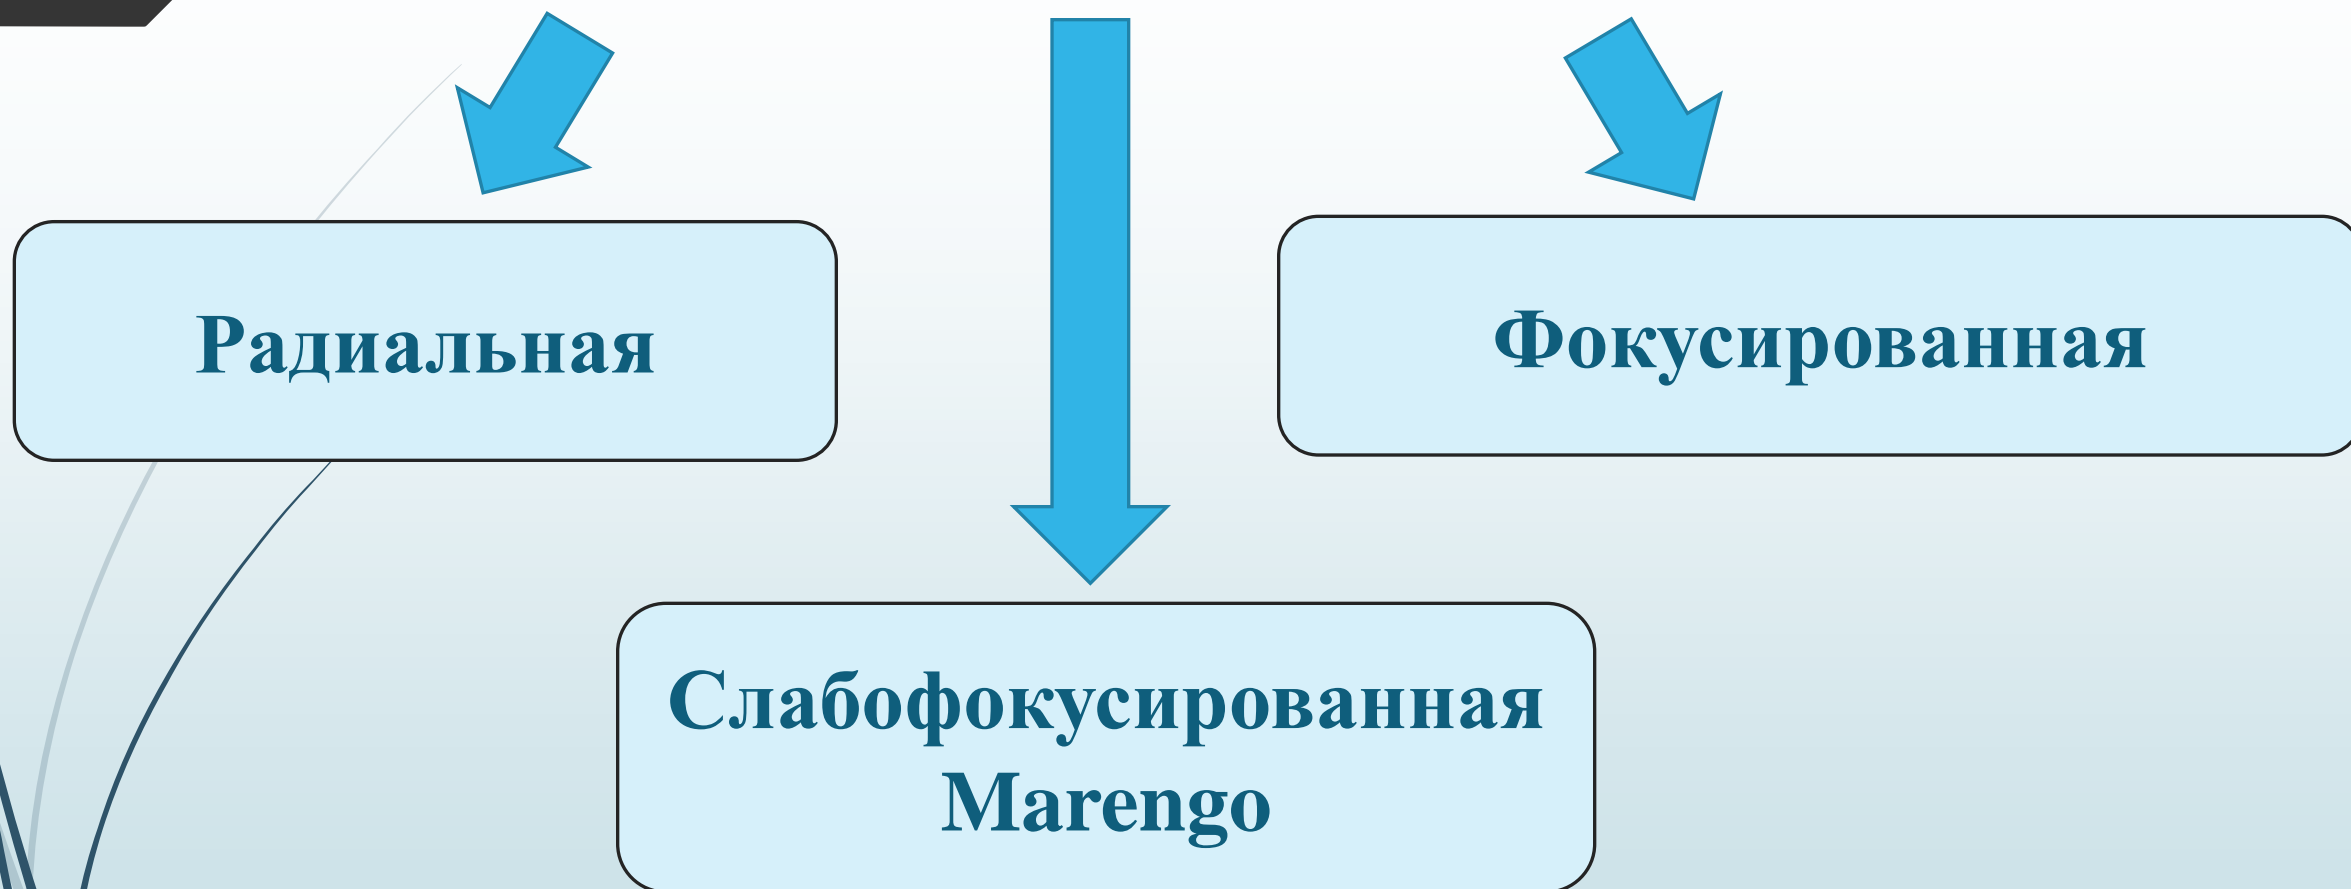 Радиальная
Фокусированная
Слабофокусированная
Marengo